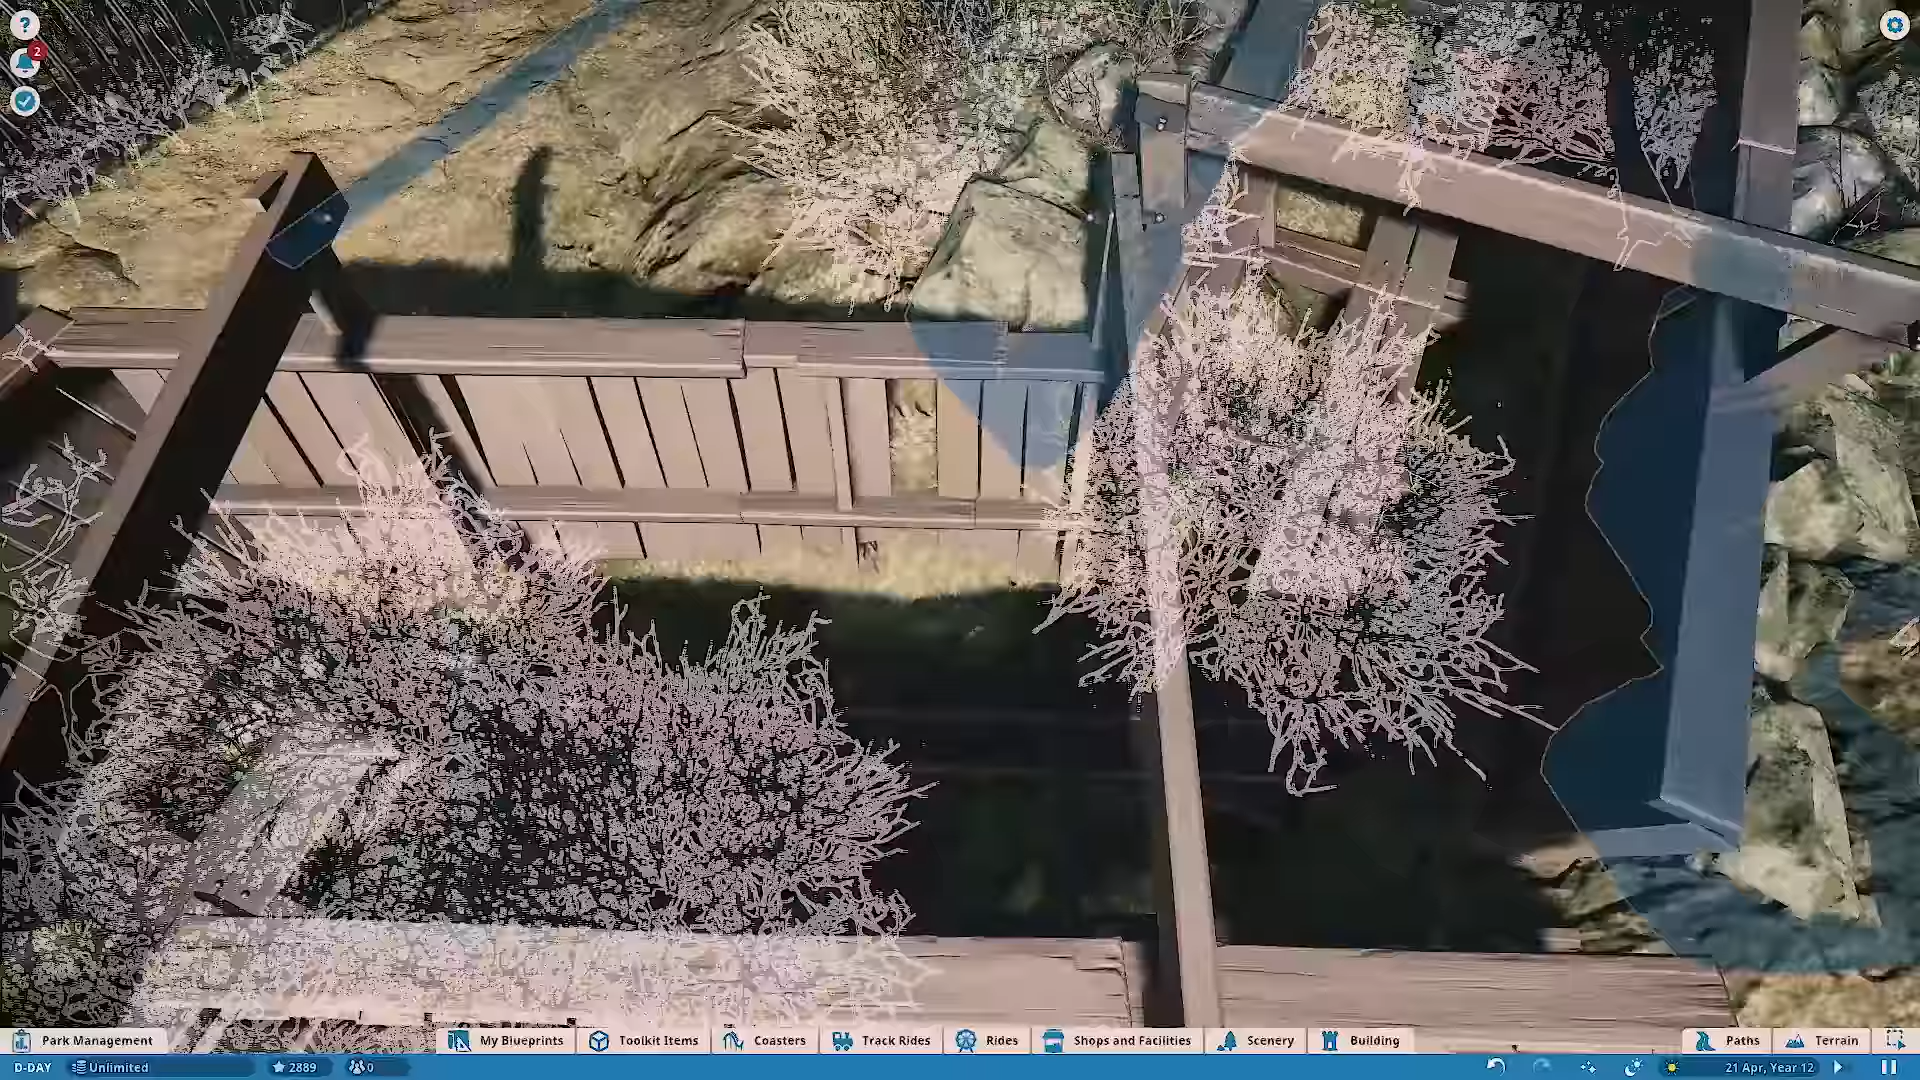 ?
2
Park Management
My Blueprints
Toolkit Items
Coasters
Track Rides
Rides
Shops and Facilities
Scenery
Building
Paths
Terrain
D-DAY
Unlimited
2889
0
21 Apr, Year 12